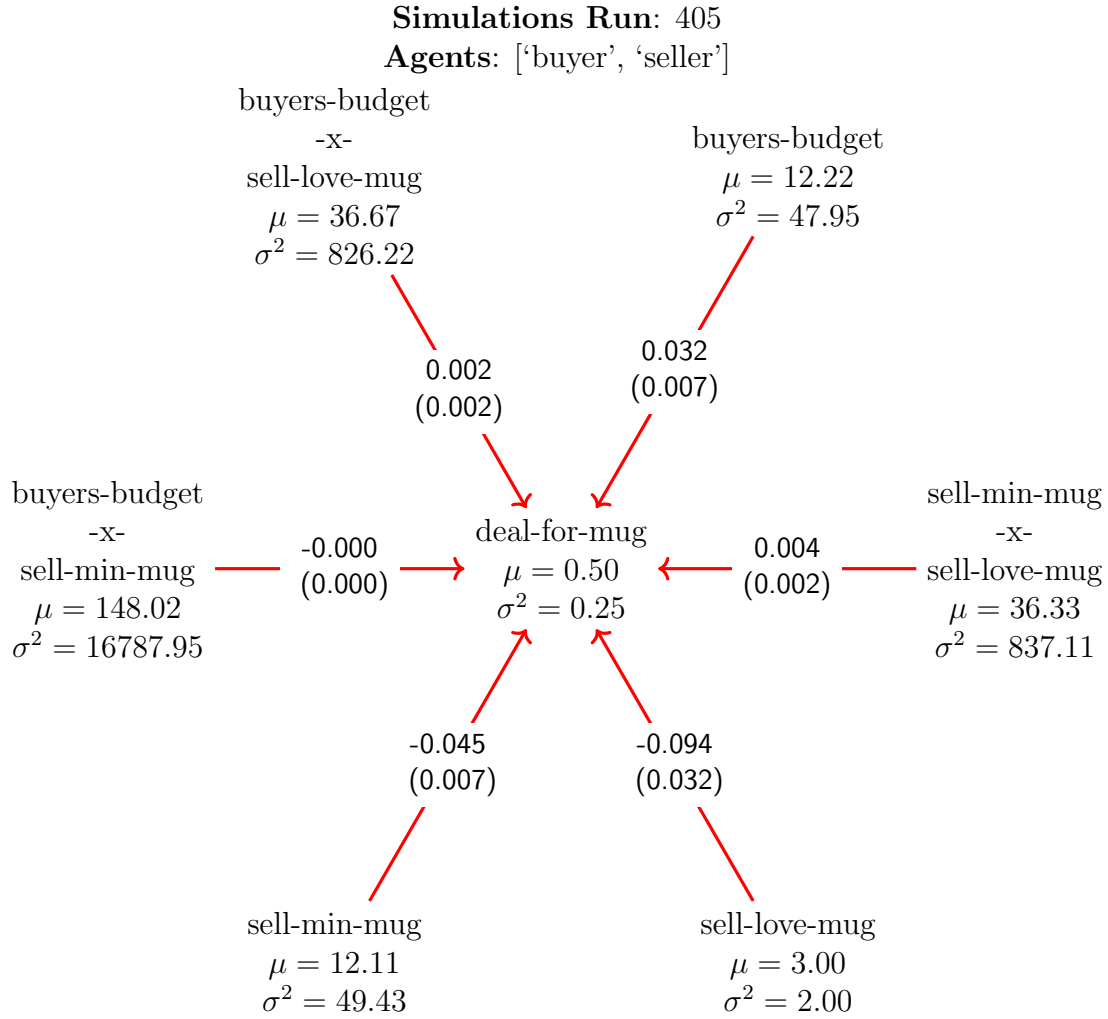 Simulations Run: 405
Agents: [‘buyer’, ‘seller’]
buyers-budget
-x-
sell-love-mug
μ = 36.67
σ² = 826.22
buyers-budget
μ = 12.22
σ² = 47.95
0.002
(0.002)
0.032
(0.007)
buyers-budget
-x-
sell-min-mug
μ = 148.02
σ² = 16787.95
-0.000
(0.000)
deal-for-mug
μ = 0.50
σ² = 0.25
0.004
(0.002)
sell-min-mug
-x-
sell-love-mug
μ = 36.33
σ² = 837.11
-0.045
(0.007)
-0.094
(0.032)
sell-min-mug
μ = 12.11
σ² = 49.43
sell-love-mug
μ = 3.00
σ² = 2.00